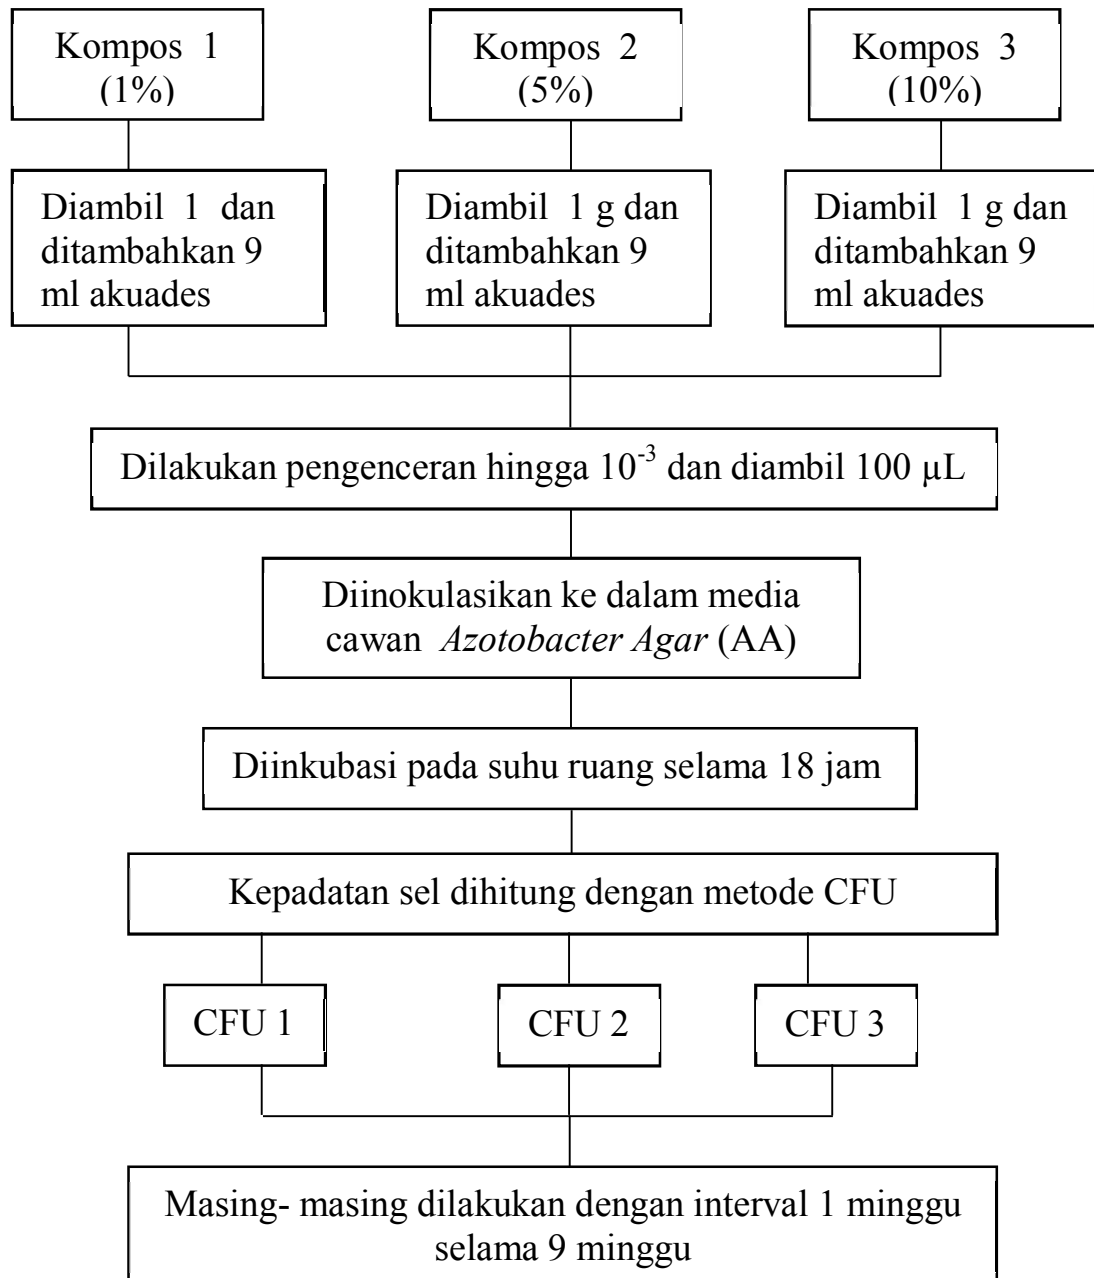 Kompos 1
(1%)
Kompos 2
(5%)
Kompos 3
(10%)
Diambil 1 dan
ditambahkan 9
ml akuades
Diambil 1 g dan
ditambahkan 9
ml akuades
Diambil 1 g dan
ditambahkan 9
ml akuades
Dilakukan pengenceran hingga 10⁻³ dan diambil 100 µL
Diinokulasikan ke dalam media
cawan Azotobacter Agar (AA)
Diinkubasi pada suhu ruang selama 18 jam
Kepadatan sel dihitung dengan metode CFU
CFU 1
CFU 2
CFU 3
Masing- masing dilakukan dengan interval 1 minggu
selama 9 minggu